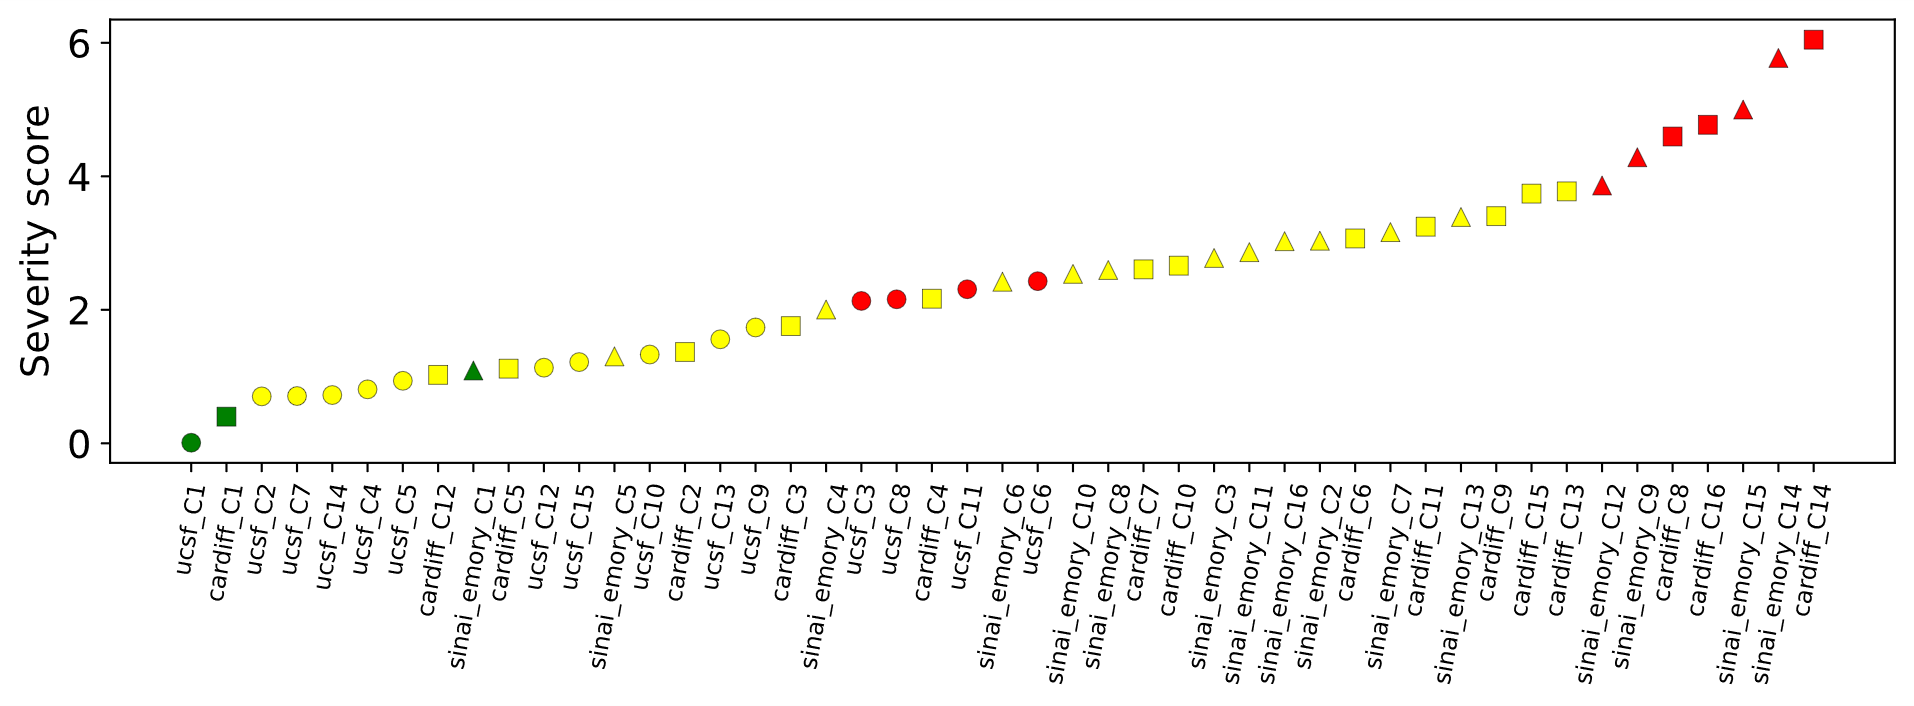 Severity score
6
4
2
0
ucsf_C1
cardiff_C1
ucsf_C2
ucsf_C7
ucsf_C14
ucsf_C4
ucsf_C5
cardiff_C12
sinai_emory_C1
cardiff_C5
ucsf_C12
ucsf_C15
sinai_emory_C5
ucsf_C10
cardiff_C2
ucsf_C13
ucsf_C9
cardiff_C3
sinai_emory_C4
ucsf_C3
ucsf_C8
cardiff_C4
ucsf_C11
sinai_emory_C6
ucsf_C6
sinai_emory_C10
sinai_emory_C8
cardiff_C7
cardiff_C10
sinai_emory_C3
sinai_emory_C11
sinai_emory_C16
sinai_emory_C2
cardiff_C6
sinai_emory_C7
cardiff_C11
sinai_emory_C13
cardiff_C9
cardiff_C15
cardiff_C13
sinai_emory_C12
sinai_emory_C9
cardiff_C8
cardiff_C16
sinai_emory_C15
sinai_emory_C14
cardiff_C14